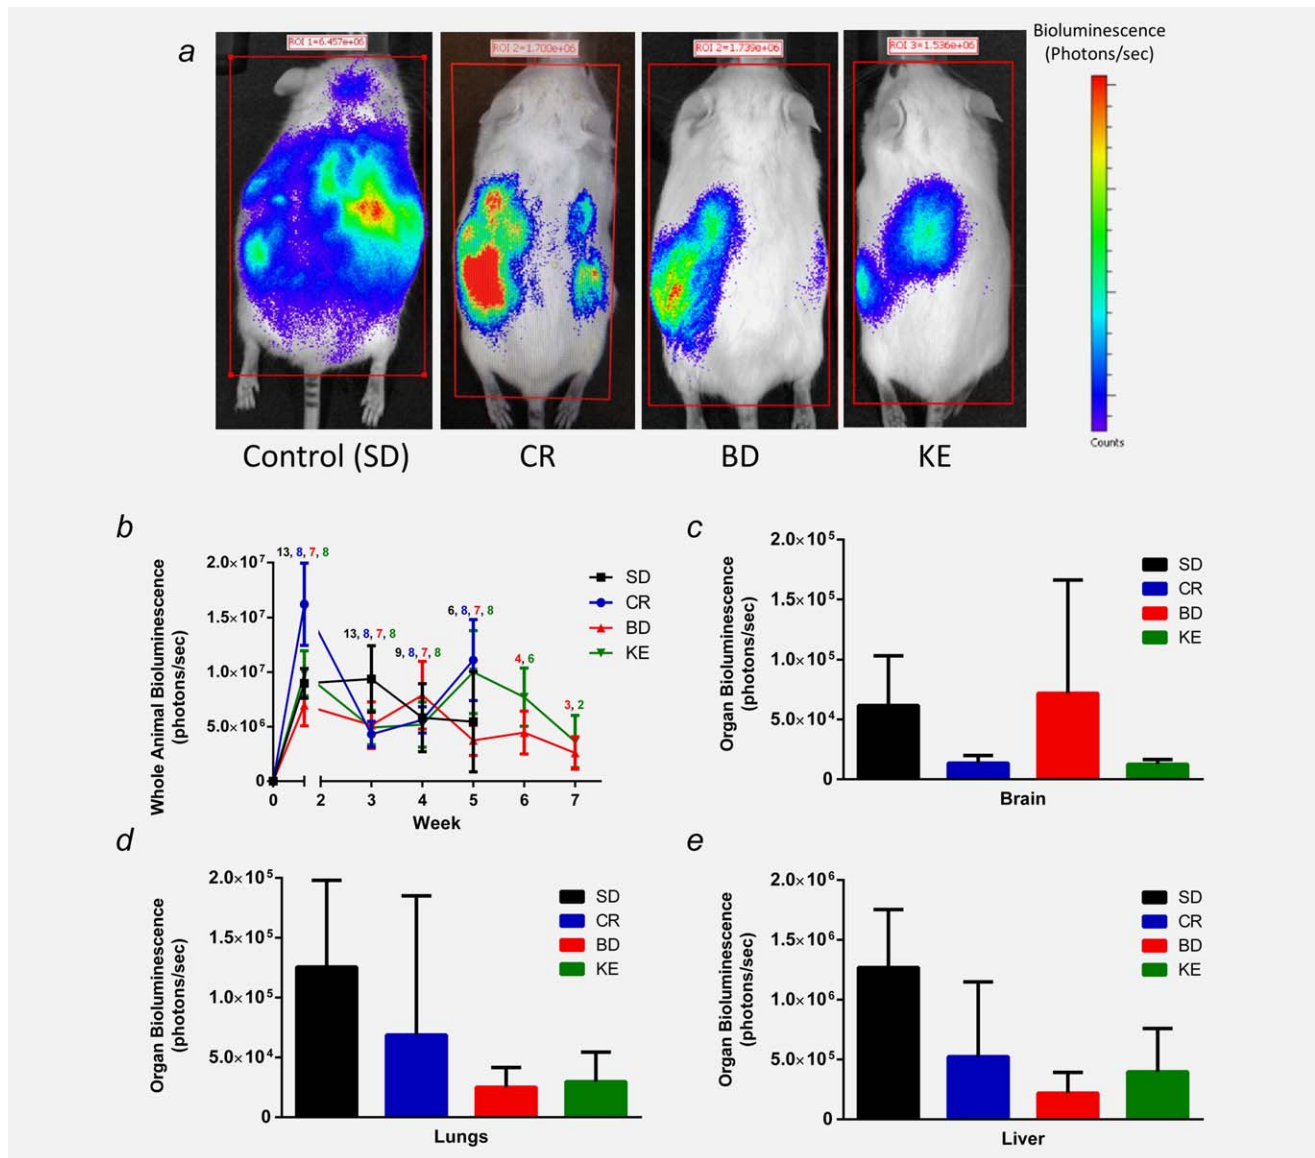 a
ROI 1=6.457e+06
ROI 2=1.700e+06
ROI 2=1.739e+06
ROI 3=1.536e+06
Bioluminescence
(Photons/sec)
Counts
Control (SD)
CR
BD
KE
b
Whole Animal Bioluminescence
(photons/sec)
2.0×10⁷
1.5×10⁷
1.0×10⁷
5.0×10⁶
0
13, 8, 7, 8
13, 8, 7, 8
9, 8, 7, 8
6, 8, 7, 8
4, 6
3, 2
SD
CR
BD
KE
0 2 3 4 5 6 7
Week
c
Organ Bioluminescence
(photons/sec)
2.0×10⁵
1.5×10⁵
1.0×10⁵
5.0×10⁴
0
SD
CR
BD
KE
Brain
d
Organ Bioluminescence
(photons/sec)
2.0×10⁵
1.5×10⁵
1.0×10⁵
5.0×10⁴
0
SD
CR
BD
KE
Lungs
e
Organ Bioluminescence
(photons/sec)
2.0×10⁶
1.5×10⁶
1.0×10⁶
5.0×10⁵
0
SD
CR
BD
KE
Liver